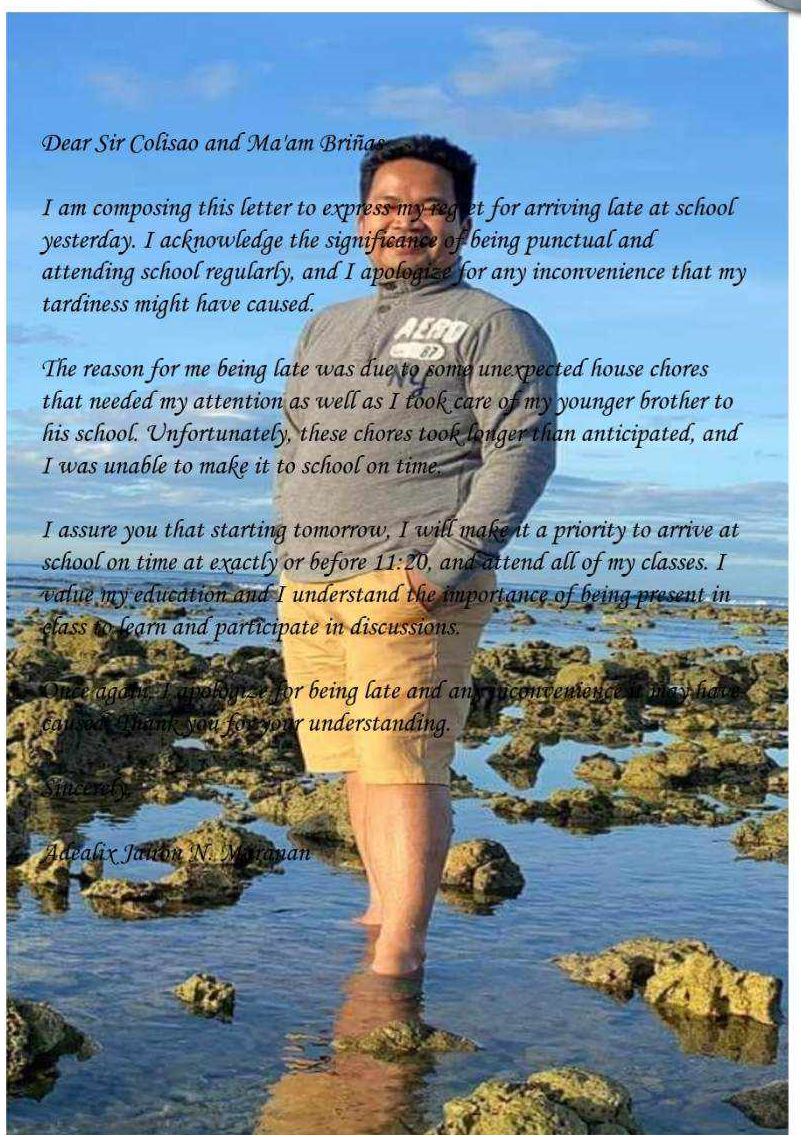 Dear Sir Colisao and Ma'am Briñas
I am composing this letter to express my regret for arriving late at school
yesterday. I acknowledge the significance of being punctual and
attending school regularly, and I apologize for any inconvenience that my
tardiness might have caused.
AERO
87
NY
The reason for me being late was due to some unexpected house chores
that needed my attention as well as I took care of my younger brother to
his school. Unfortunately, these chores took longer than anticipated, and
I was unable to make it to school on time.
I assure you that starting tomorrow, I will make it a priority to arrive at
school on time at exactly or before 11:20, and attend all of my classes. I
value my education and I understand the importance of being present in
class to learn and participate in discussions.
Once again, I apologize for being late and any inconvenience it may have
caused. Thank you for your understanding.
Sincerely,
Adealix Jairon N. Maranan